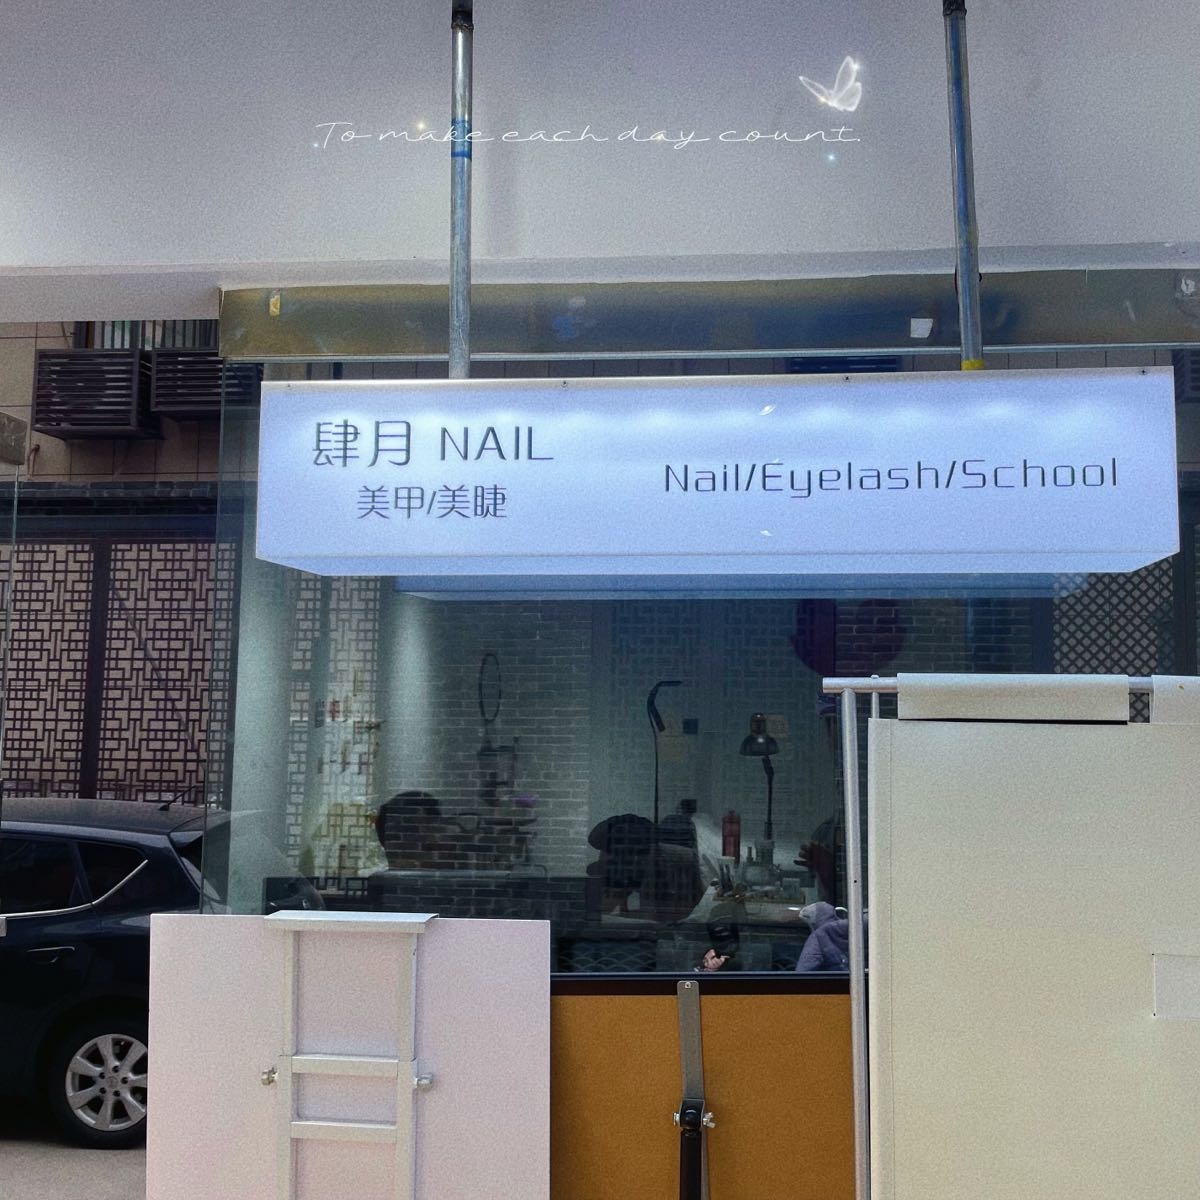 To make each day count.
肆月 NAIL
美甲/美睫
Nail/Eyelash/School